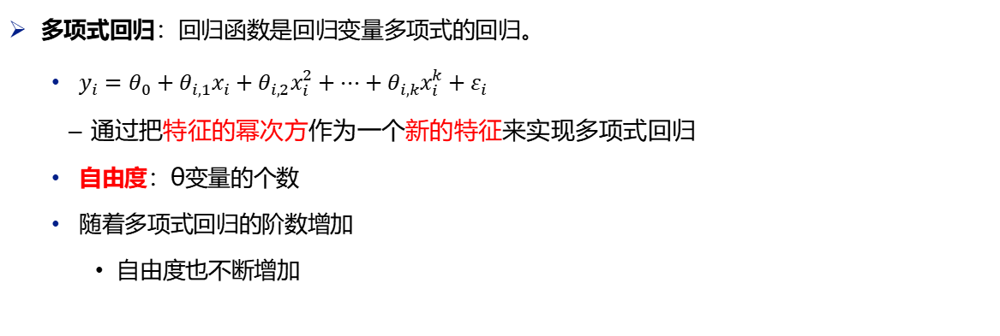 ➢ 多项式回归：回归函数是回归变量多项式的回归。
• $y_i = \theta_0 + \theta_{i,1}x_i + \theta_{i,2}x_i^2 + \cdots + \theta_{i,k}x_i^k + \varepsilon_i$
– 通过把特征的幂次方作为一个新的特征来实现多项式回归
• 自由度：θ变量的个数
• 随着多项式回归的阶数增加
• 自由度也不断增加